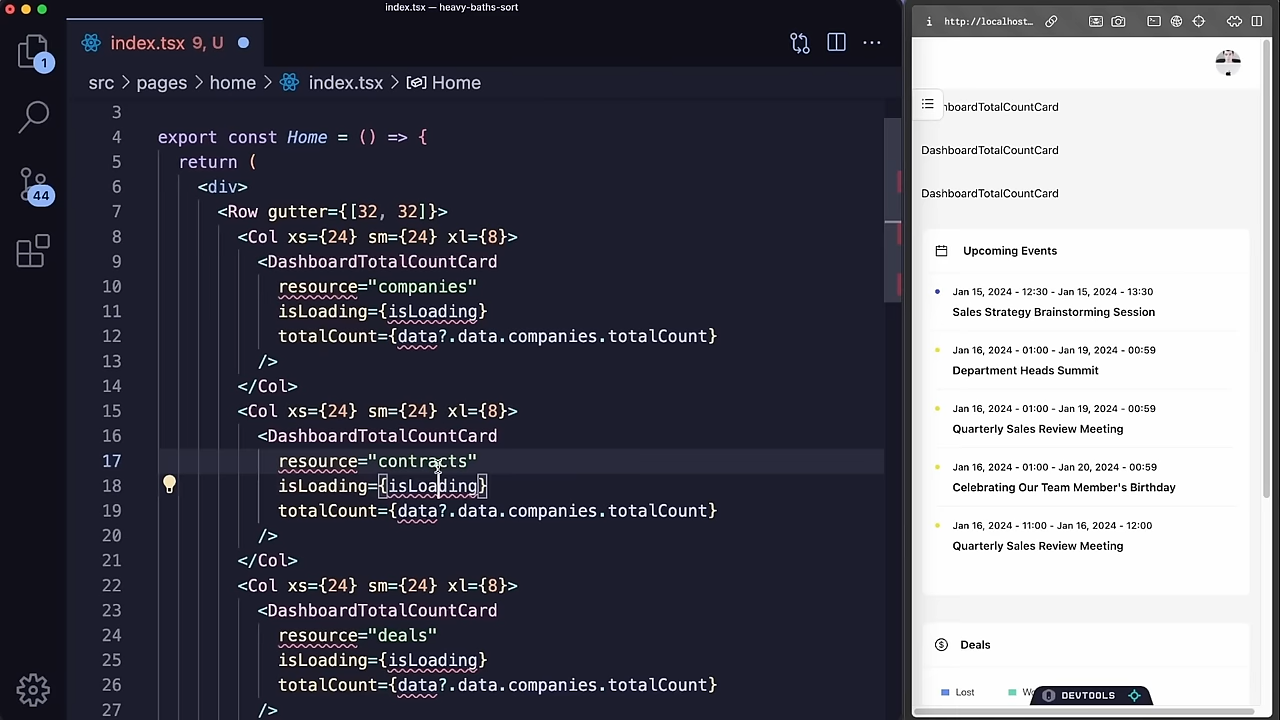 index.tsx — heavy-baths-sort
1
44
index.tsx 9, U
src > pages > home > index.tsx > Home
3
4 export const Home = () => {
5 return (
6 <div>
7 <Row gutter={[32, 32]}>
8 <Col xs={24} sm={24} xl={8}>
9 <DashboardTotalCountCard
10 resource="companies"
11 isLoading={isLoading}
12 totalCount={data?.data.companies.totalCount}
13 />
14 </Col>
15 <Col xs={24} sm={24} xl={8}>
16 <DashboardTotalCountCard
17 resource="contracts"
18 isLoading={isLoading}
19 totalCount={data?.data.companies.totalCount}
20 />
21 </Col>
22 <Col xs={24} sm={24} xl={8}>
23 <DashboardTotalCountCard
24 resource="deals"
25 isLoading={isLoading}
26 totalCount={data?.data.companies.totalCount}
27 />
http://localhost…
hboardTotalCountCard
DashboardTotalCountCard
DashboardTotalCountCard
Upcoming Events
Jan 15, 2024 - 12:30 - Jan 15, 2024 - 13:30
Sales Strategy Brainstorming Session
Jan 16, 2024 - 01:00 - Jan 19, 2024 - 00:59
Department Heads Summit
Jan 16, 2024 - 01:00 - Jan 19, 2024 - 00:59
Quarterly Sales Review Meeting
Jan 16, 2024 - 01:00 - Jan 20, 2024 - 00:59
Celebrating Our Team Member's Birthday
Jan 16, 2024 - 11:00 - Jan 16, 2024 - 12:00
Quarterly Sales Review Meeting
Deals
Lost
DEVTOOLS